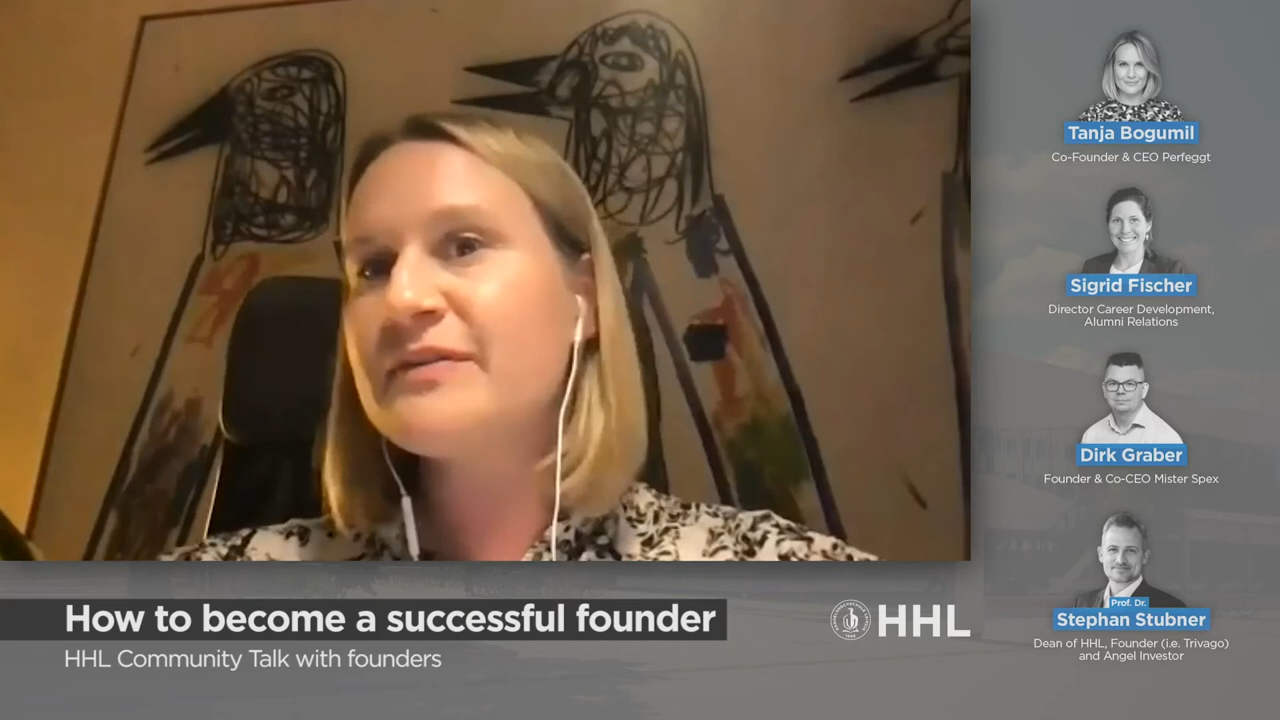 Tanja Bogumil
Co-Founder & CEO Perfeggt
Sigrid Fischer
Director Career Development,
Alumni Relations
Dirk Graber
Founder & Co-CEO Mister Spex
Prof. Dr.
Stephan Stubner
Dean of HHL, Founder (i.e. Trivago)
and Angel Investor
How to become a successful founder
HHL Community Talk with founders
HHL